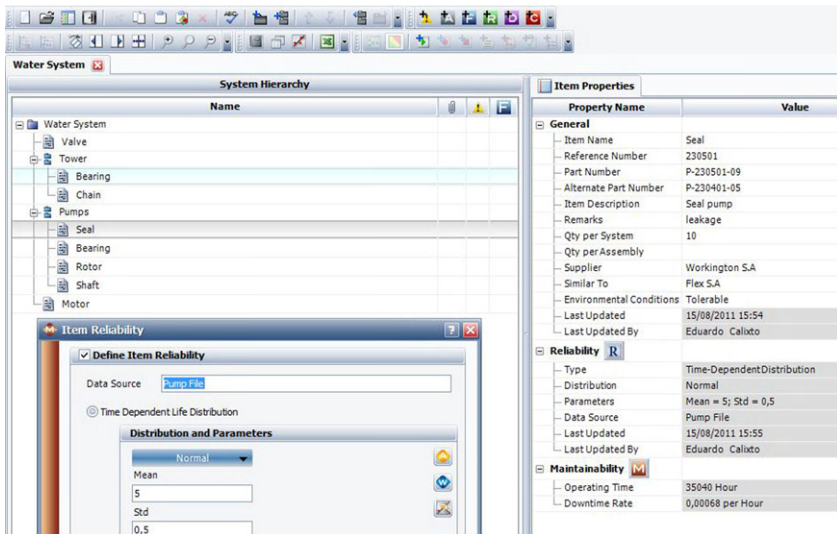 Water System
System Hierarchy
Name
Water System
Valve
Tower
Bearing
Chain
Pumps
Seal
Bearing
Rotor
Shaft
Motor
Item Reliability
Define Item Reliability
Data Source Pump File
Time Dependent Life Distribution
Distribution and Parameters
Normal
Mean
5
Std
0,5
Item Properties
Property Name Value
General
Item Name Seal
Reference Number 230501
Part Number P-230501-09
Alternate Part Number P-230401-05
Item Description Seal pump
Remarks leakage
Qty per System 10
Qty per Assembly
Supplier Workington S.A
Similar To Flex S.A
Environmental Conditions Tolerable
Last Updated 15/08/2011 15:54
Last Updated By Eduardo Calixto
Reliability R
Type Time-Dependent Distribution
Distribution Normal
Parameters Mean = 5; Std = 0,5
Data Source Pump File
Last Updated 15/08/2011 15:55
Last Updated By Eduardo Calixto
Maintainability M
Operating Time 35040 Hour
Downtime Rate 0,00068 per Hour